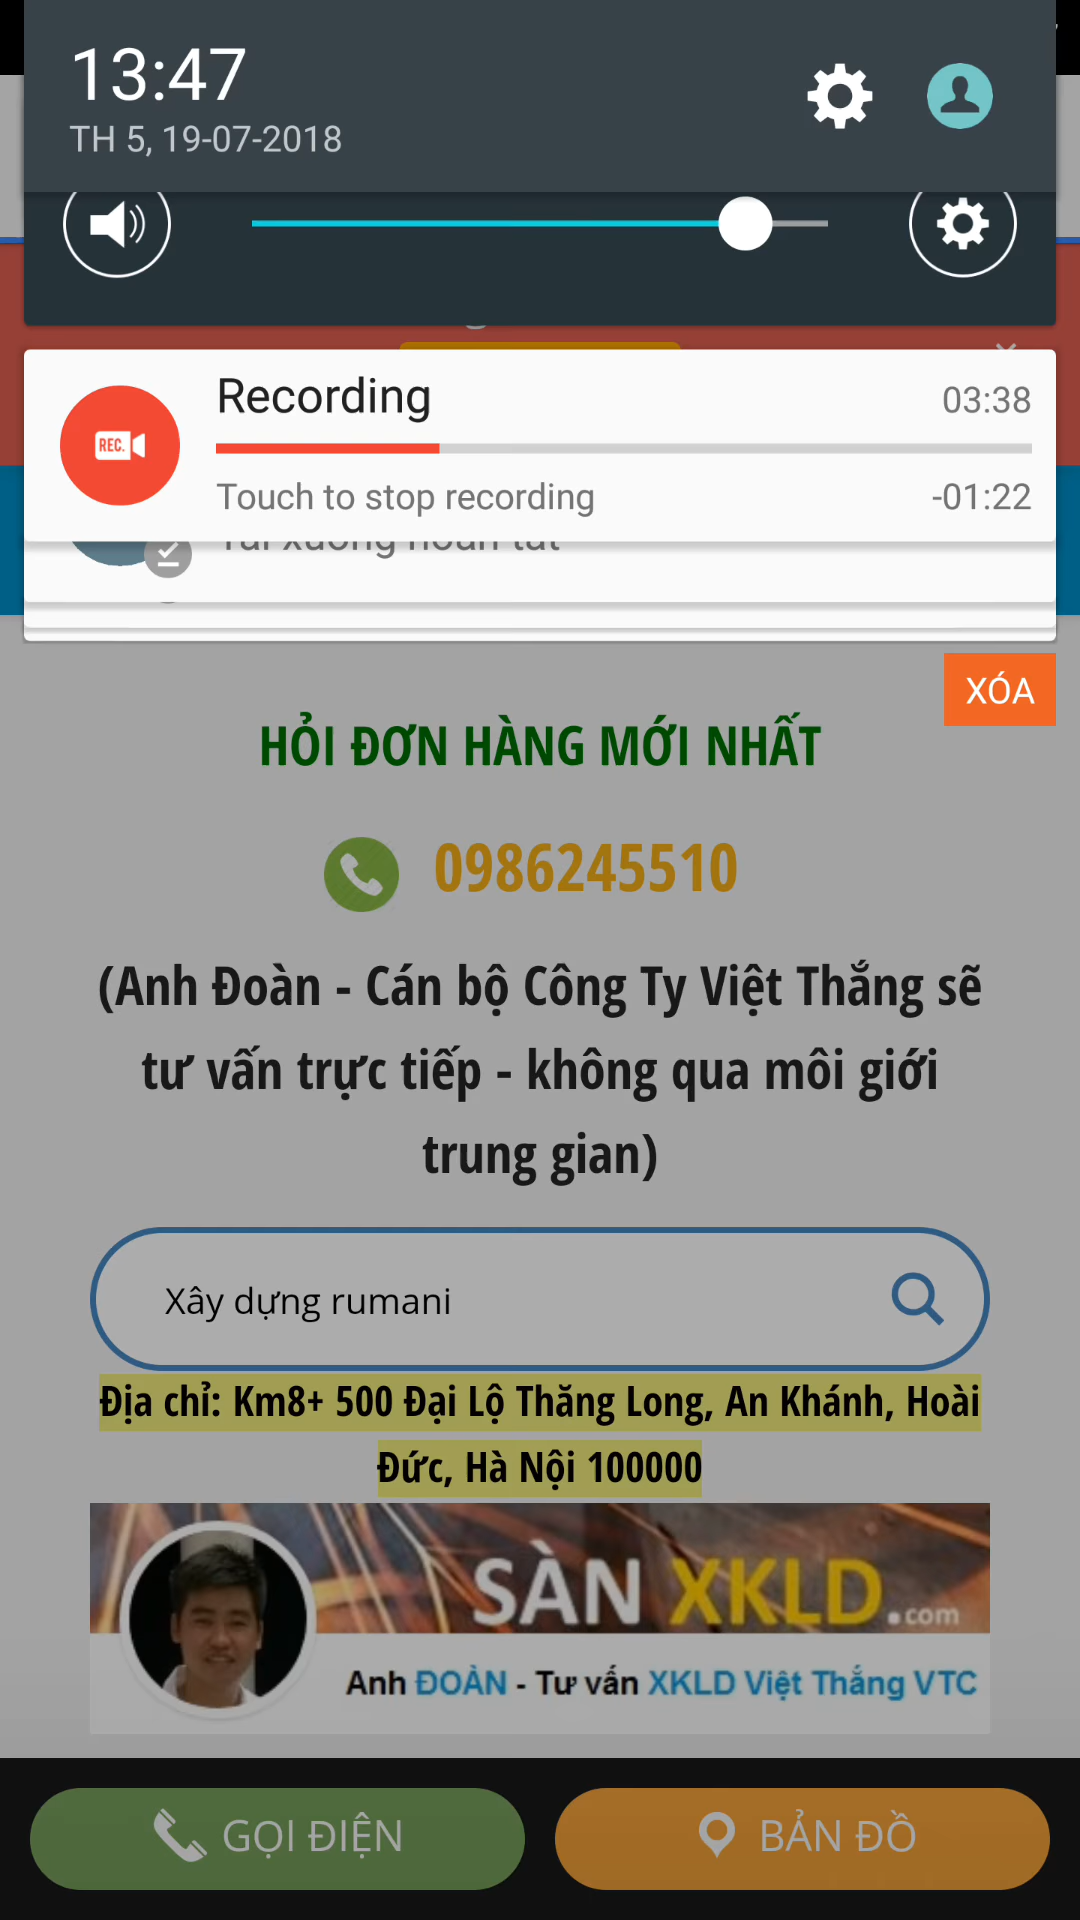 13:47
TH 5, 19-07-2018
Recording
03:38
REC.
Touch to stop recording
-01:22
Tải xuống hoàn tất
XÓA
HỎI ĐƠN HÀNG MỚI NHẤT
0986245510
(Anh Đoàn - Cán bộ Công Ty Việt Thắng sẽ
tư vấn trực tiếp - không qua môi giới
trung gian)
Xây dựng rumani
Địa chỉ: Km8+ 500 Đại Lộ Thăng Long, An Khánh, Hoài
Đức, Hà Nội 100000
SÀN XKLD.com
Anh ĐOÀN - Tư vấn XKLD Việt Thắng VTC
GỌI ĐIỆN
BẢN ĐỒ